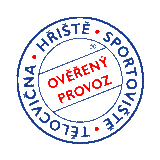 TĚLOCVIČNA • HŘIŠTĚ • SPORTOVIŠTĚ •
OVĚŘENÝ
PROVOZ